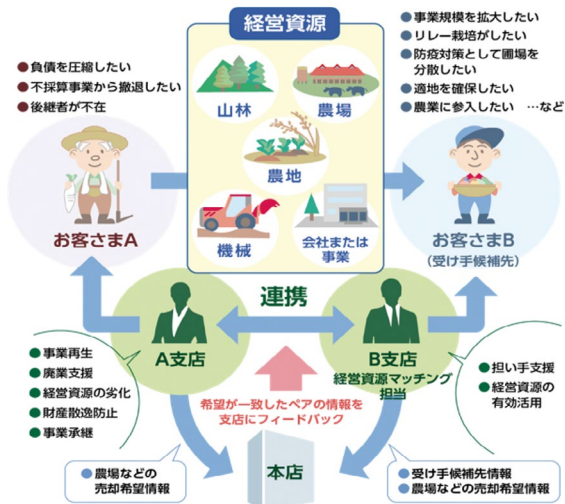 経営資源
山林
農場
農地
機械
会社または
事業
●負債を圧縮したい
●不採算事業から撤退したい
●後継者が不在
お客さまA
●事業規模を拡大したい
●リレー栽培がしたい
●防疫対策として圃場を
分散したい
●適地を確保したい
●農業に参入したい …など
お客さまB
(受け手候補先)
連携
A支店
B支店
経営資源マッチング
担当
●事業再生
●廃業支援
●経営資源の劣化
●財産散逸防止
●事業承継
●担い手支援
●経営資源の
有効活用
希望が一致したペアの情報を
支店にフィードバック
本店
●農場などの
売却希望情報
●受け手候補先情報
●農場などの売却希望情報